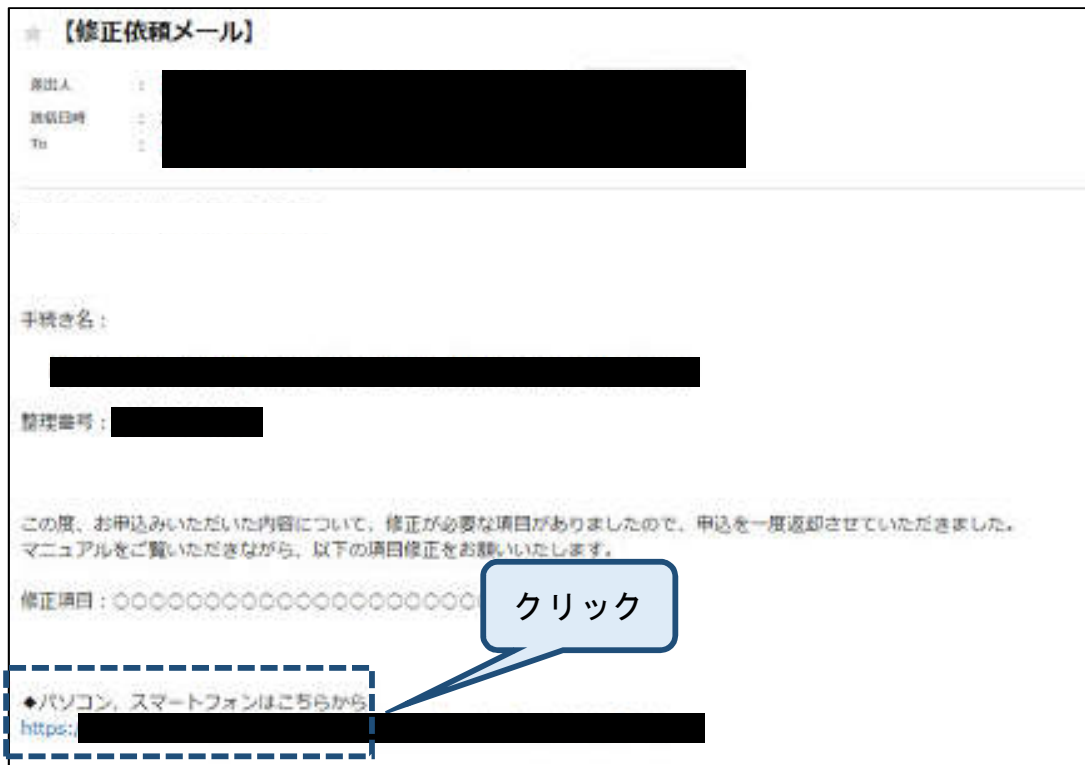 【修正依頼メール】
差出人 :
送信日時 :
To :
手続き名:
整理番号:
この度、お申込みいただいた内容について、修正が必要な項目がありましたので、申込を一度返却させていただきました。
マニュアルをご覧いただきながら、以下の項目修正をお願いいたします。
修正項目:○○○○○○○○○○○○○○○○○○○○
クリック
◆パソコン、スマートフォンはこちらから
https:/